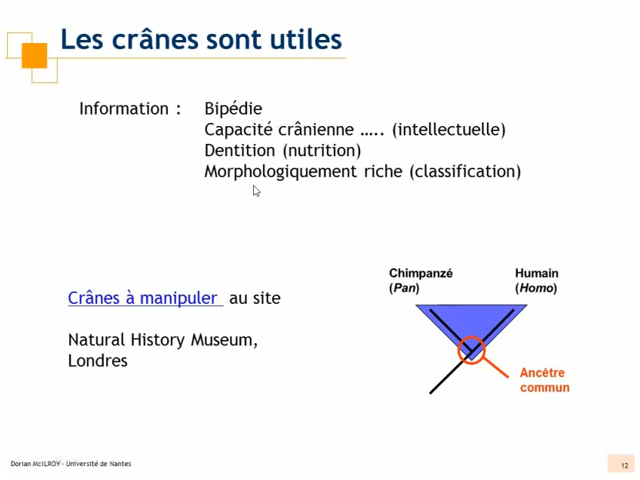 Les crânes sont utiles
Information : Bipédie
Capacité crânienne ….. (intellectuelle)
Dentition (nutrition)
Morphologiquement riche (classification)
Chimpanzé Humain
(Pan) (Homo)
Crânes à manipuler au site
Natural History Museum,
Londres
Ancêtre
commun
Dorian McILROY - Université de Nantes
12